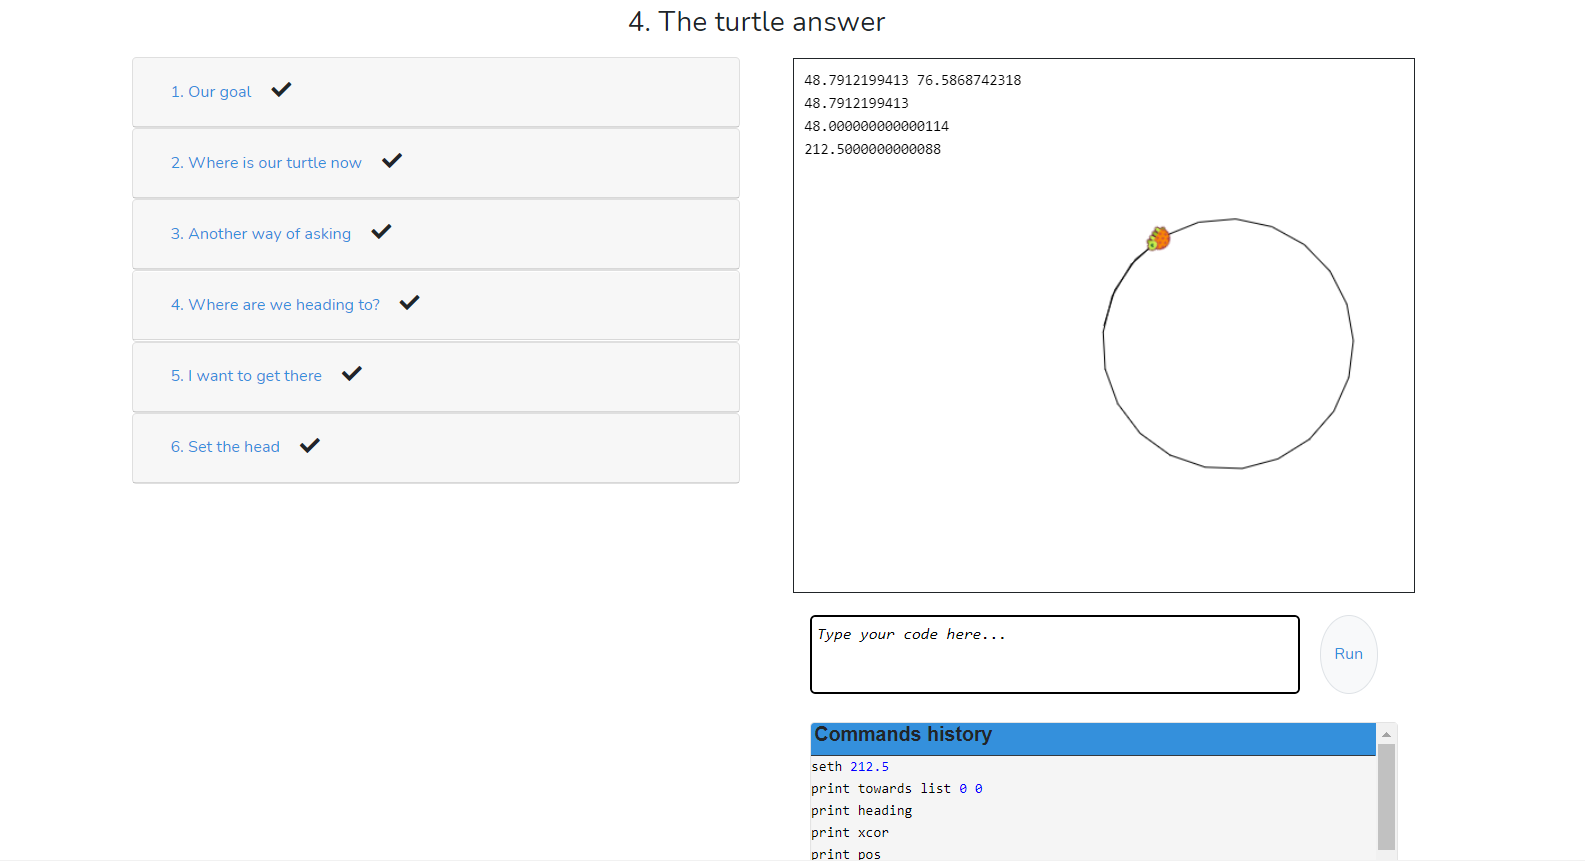 4. The turtle answer
1. Our goal
2. Where is our turtle now
3. Another way of asking
4. Where are we heading to?
5. I want to get there
6. Set the head
48.7912199413 76.5868742318
48.7912199413
48.000000000000114
212.5000000000088
Type your code here...
Run
Commands history
seth 212.5
print towards list 0 0
print heading
print xcor
print pos